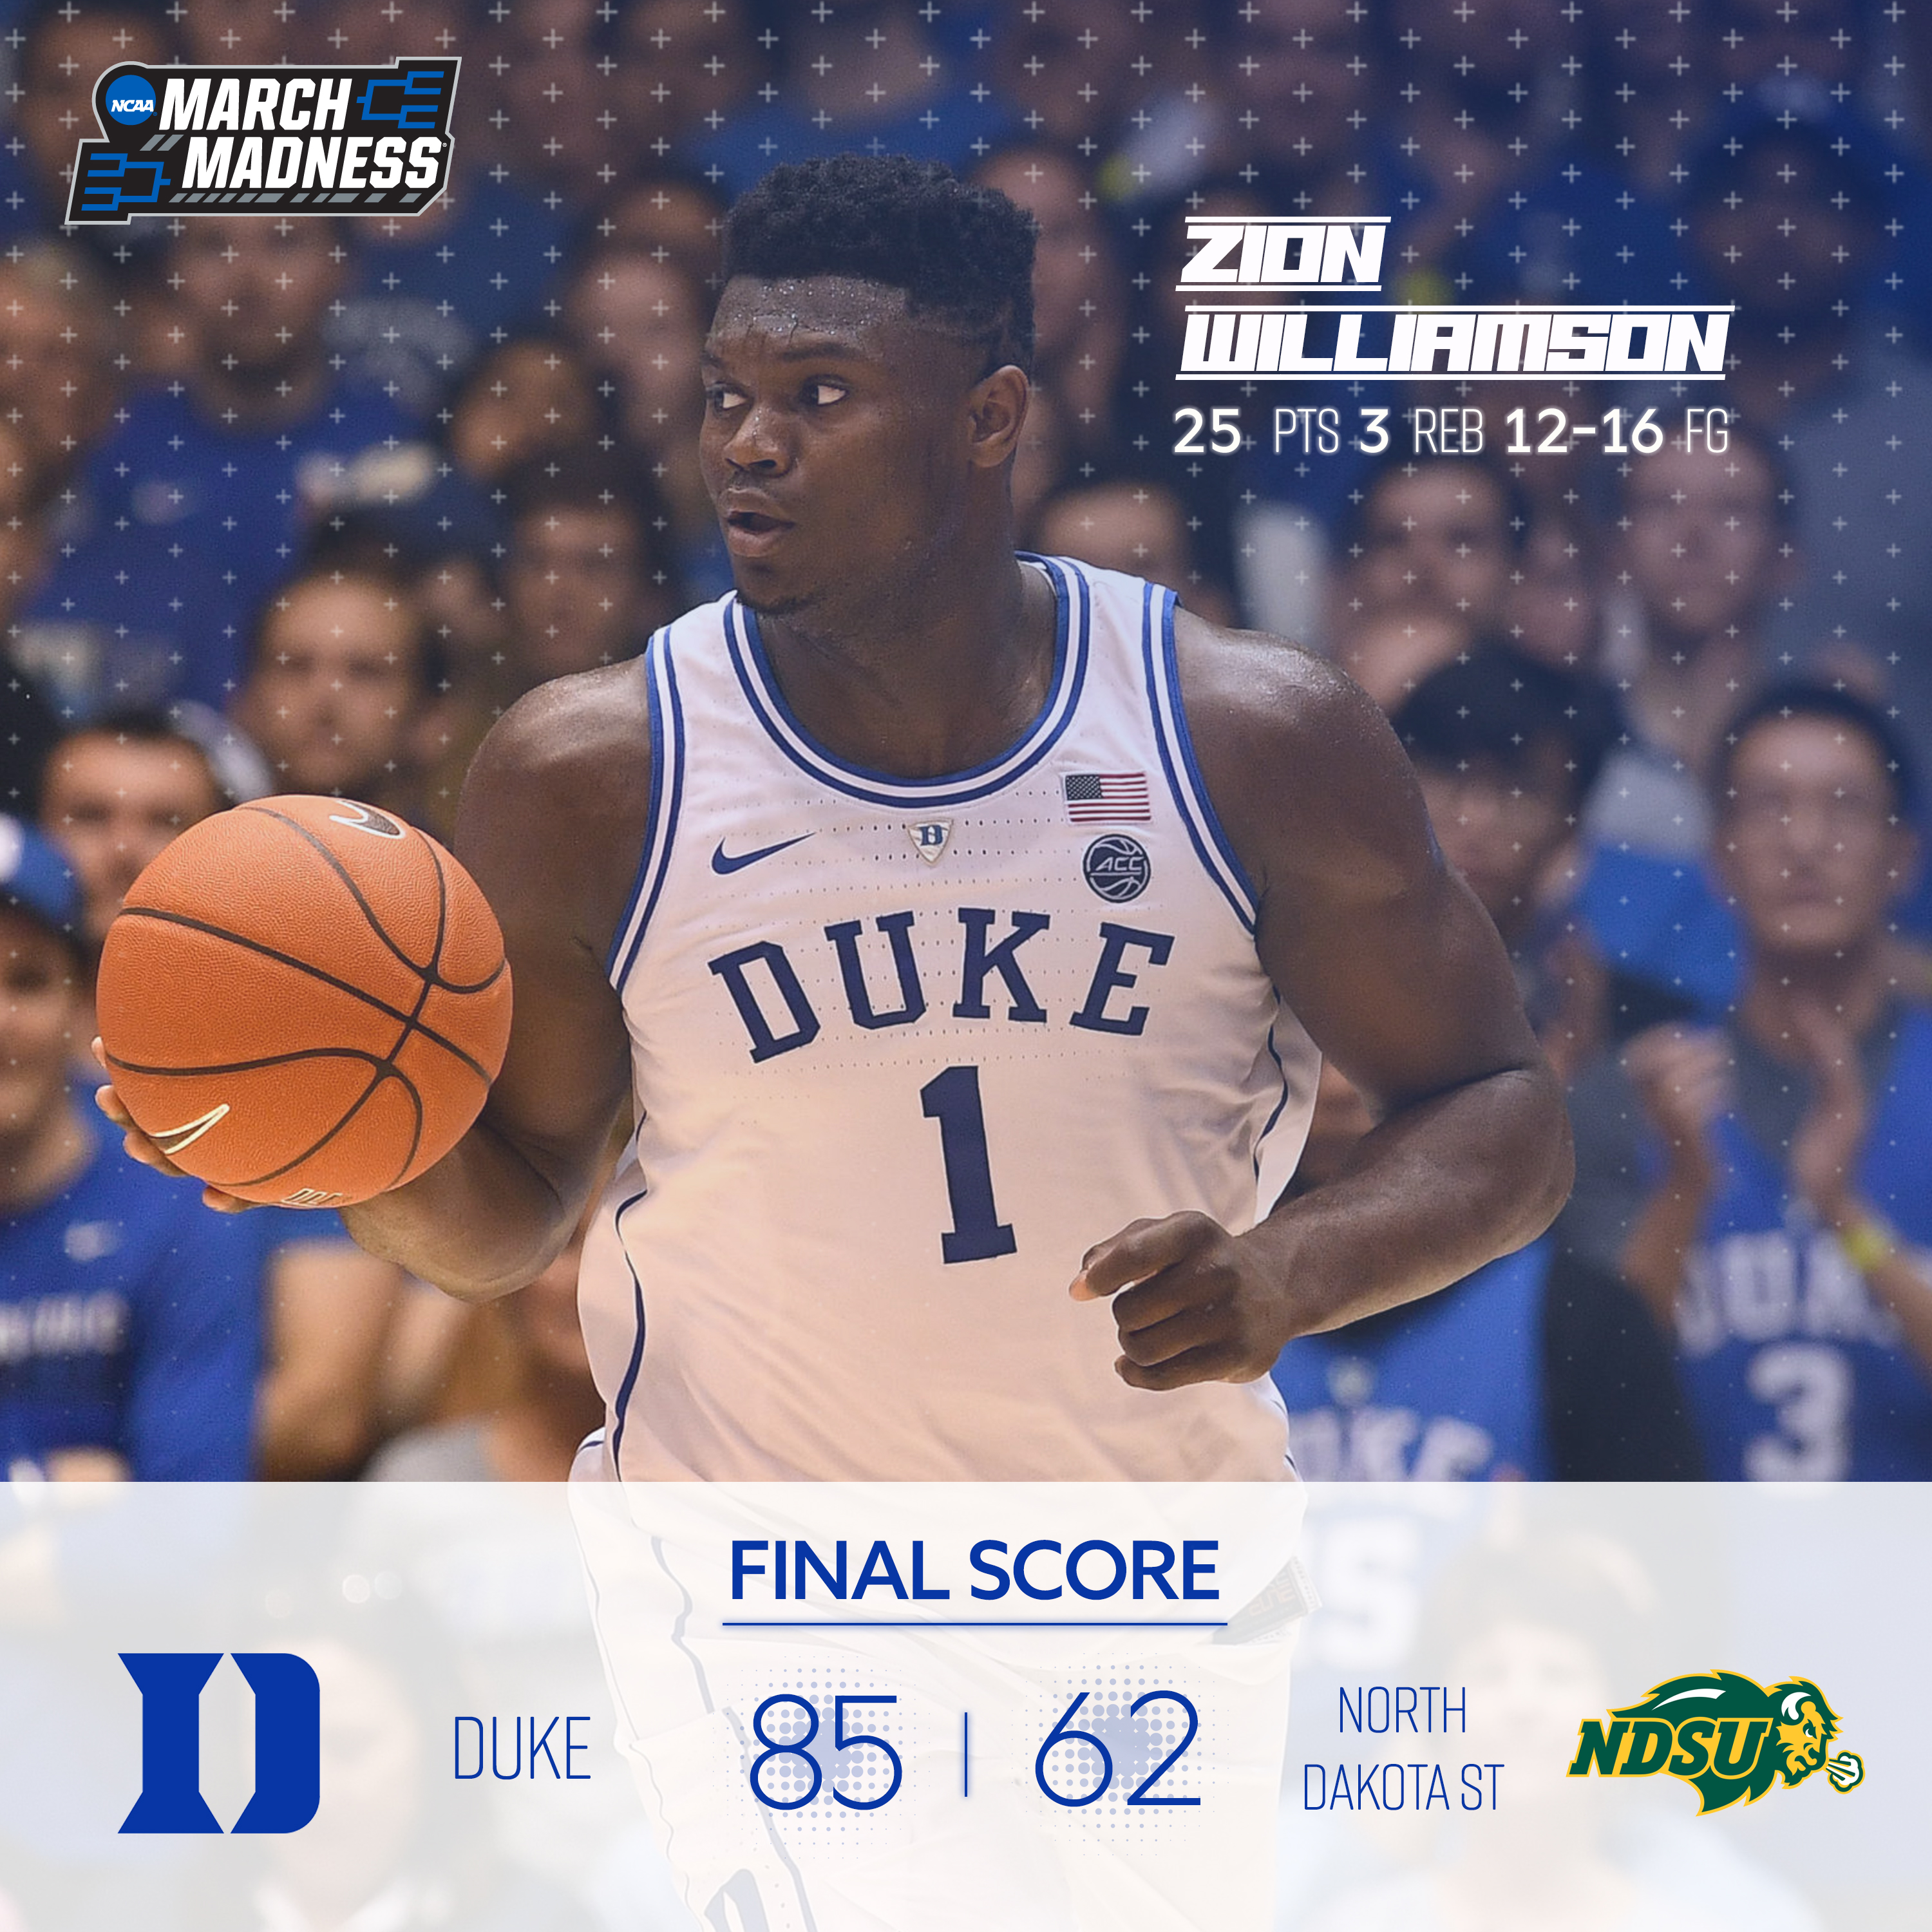 NCAA
MARCH
MADNESS
ZION
WILLIAMSON
25 PTS 3 REB 12-16 FG
D
ACC
DUKE
1
3
FINAL SCORE
D
DUKE
85 | 62
NORTH
DAKOTA ST
NDSU
D